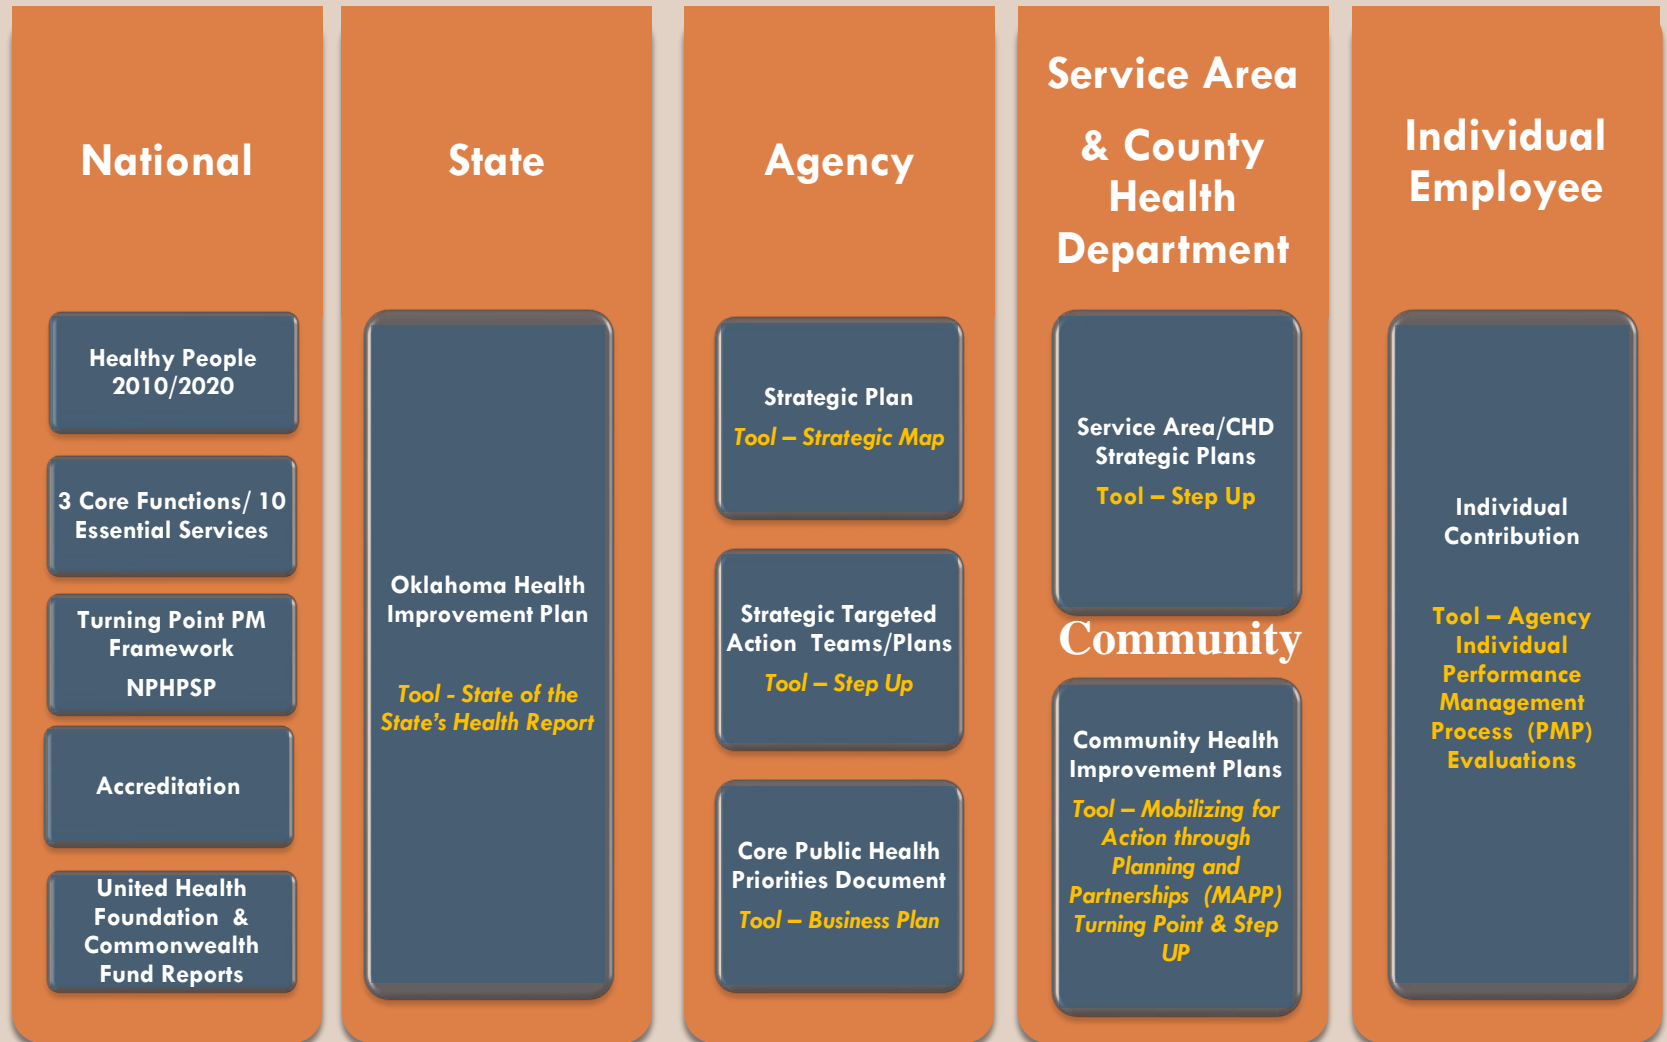 National
Healthy People
2010/2020
3 Core Functions/ 10
Essential Services
Turning Point PM
Framework
NPHPSP
Accreditation
United Health
Foundation  &
Commonwealth
Fund Reports
State
Oklahoma Health
Improvement Plan
Tool - State of the
State’s Health Report
Agency
Strategic Plan
Tool – Strategic Map
Strategic Targeted
Action  Teams/Plans
Tool – Step Up
Core Public Health
Priorities Document
Tool – Business Plan
Service Area
& County
Health
Department
Service Area/CHD
Strategic Plans
Tool – Step Up
Community
Community Health
Improvement Plans
Tool – Mobilizing for
Action through
Planning and
Partnerships  (MAPP)
Turning Point & Step
UP
Individual
Employee
Individual
Contribution
Tool – Agency
Individual
Performance
Management
Process  (PMP)
Evaluations